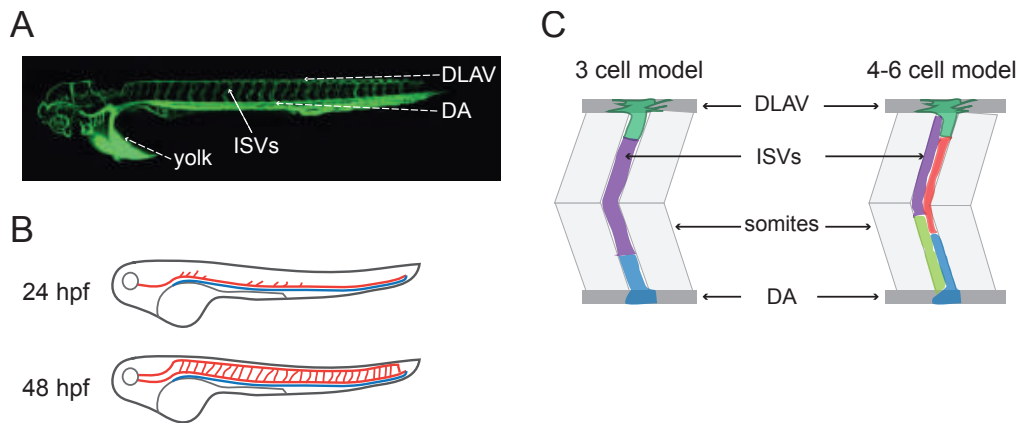 A
DLAV
DA
ISVs
yolk
B
24 hpf
48 hpf
C
3 cell model
4-6 cell model
DLAV
ISVs
somites
DA